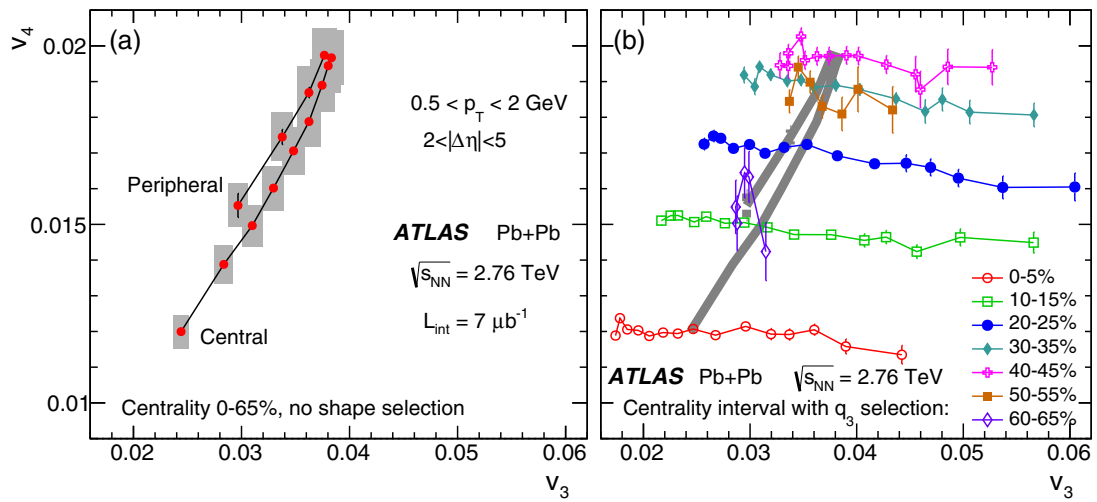 v4
(a)
0.02
0.5 < pT < 2 GeV
2<|Δη|<5
Peripheral
0.015
ATLAS Pb+Pb
√sNN = 2.76 TeV
Lint = 7 μb-1
Central
0.01
Centrality 0-65%, no shape selection
0.02 0.03 0.04 0.05 0.06
v3
(b)
0-5%
10-15%
20-25%
30-35%
40-45%
50-55%
60-65%
ATLAS Pb+Pb √sNN = 2.76 TeV
Centrality interval with q3 selection:
0.02 0.03 0.04 0.05 0.06
v3